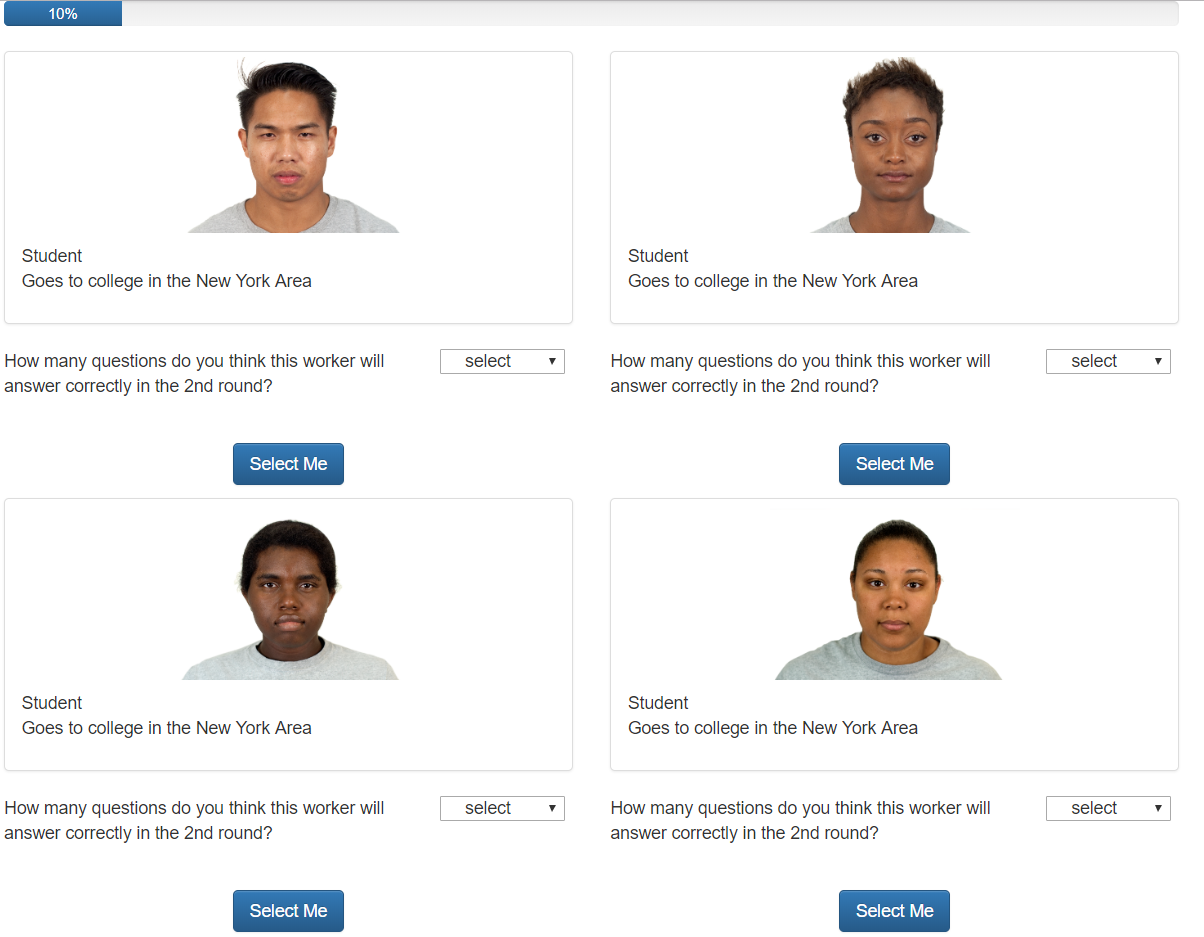 10%
Student
Goes to college in the New York Area
How many questions do you think this worker will
answer correctly in the 2nd round?
select
Select Me
Student
Goes to college in the New York Area
How many questions do you think this worker will
answer correctly in the 2nd round?
select
Select Me
Student
Goes to college in the New York Area
How many questions do you think this worker will
answer correctly in the 2nd round?
select
Select Me
Student
Goes to college in the New York Area
How many questions do you think this worker will
answer correctly in the 2nd round?
select
Select Me